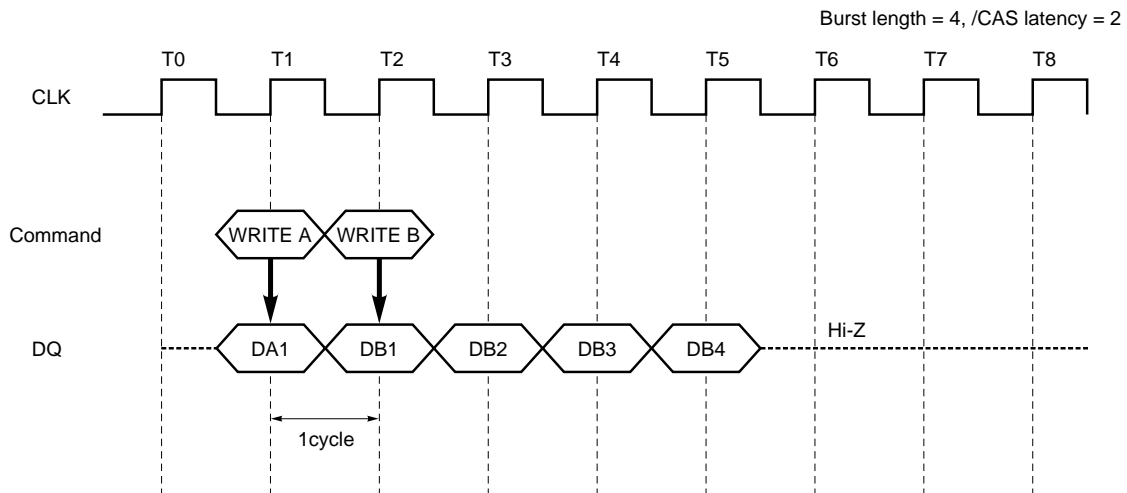 Burst length = 4, /CAS latency = 2
T0 T1 T2 T3 T4 T5 T6 T7 T8
CLK
Command WRITE A WRITE B
Hi-Z
DQ DA1 DB1 DB2 DB3 DB4
1cycle